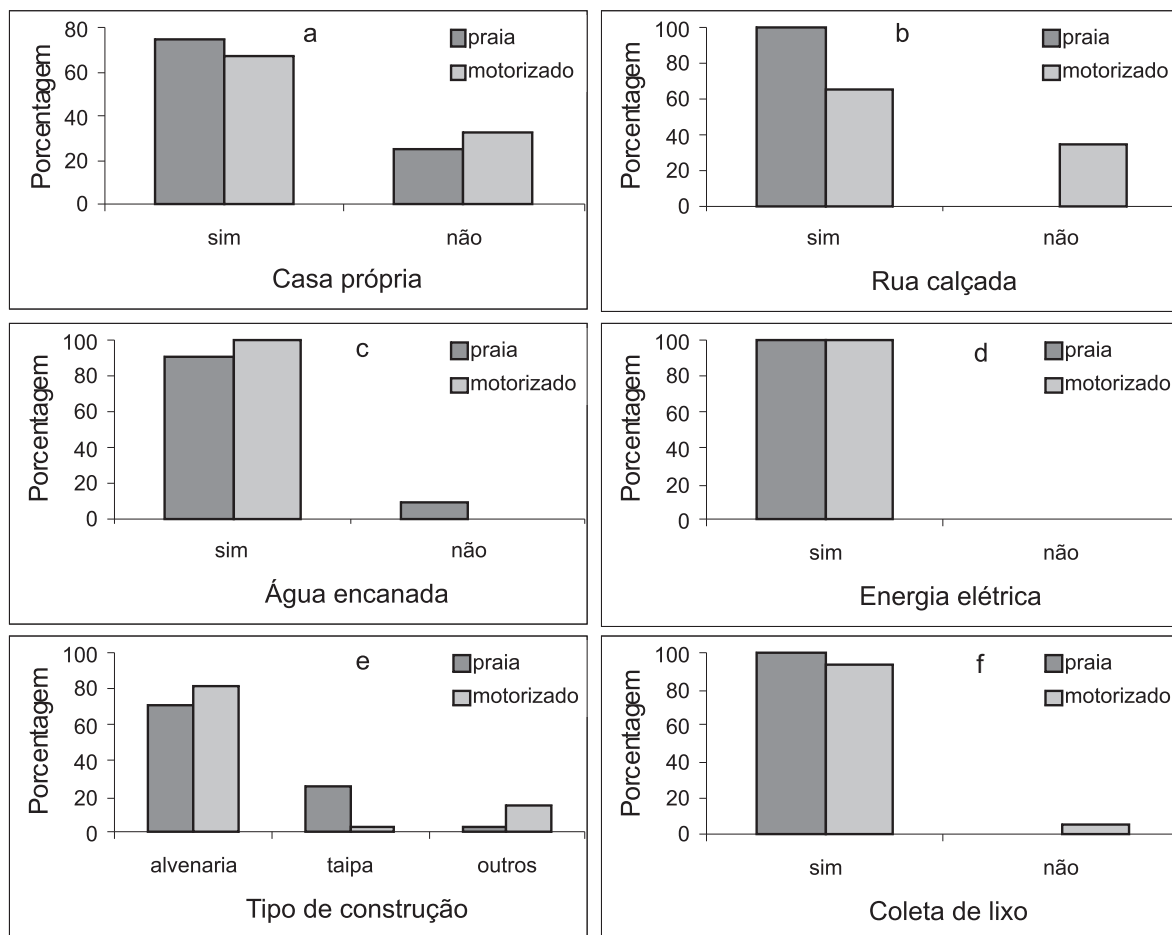 a
praia
motorizado
Porcentagem
80
60
40
20
0
sim
não
Casa própria
b
praia
motorizado
Porcentagem
100
80
60
40
20
0
sim
não
Rua calçada
c
praia
motorizado
Porcentagem
100
80
60
40
20
0
sim
não
Água encanada
d
praia
motorizado
Porcentagem
100
80
60
40
20
0
sim
não
Energia elétrica
e
praia
motorizado
Porcentagem
100
80
60
40
20
0
alvenaria
taipa
outros
Tipo de construção
f
praia
motorizado
Porcentagem
100
80
60
40
20
0
sim
não
Coleta de lixo